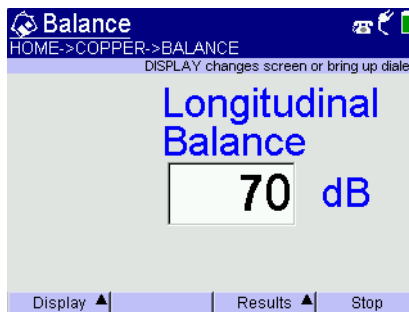 Balance
HOME->COPPER->BALANCE
DISPLAY changes screen or bring up diale
Longitudinal
Balance
70 dB
Display Results Stop